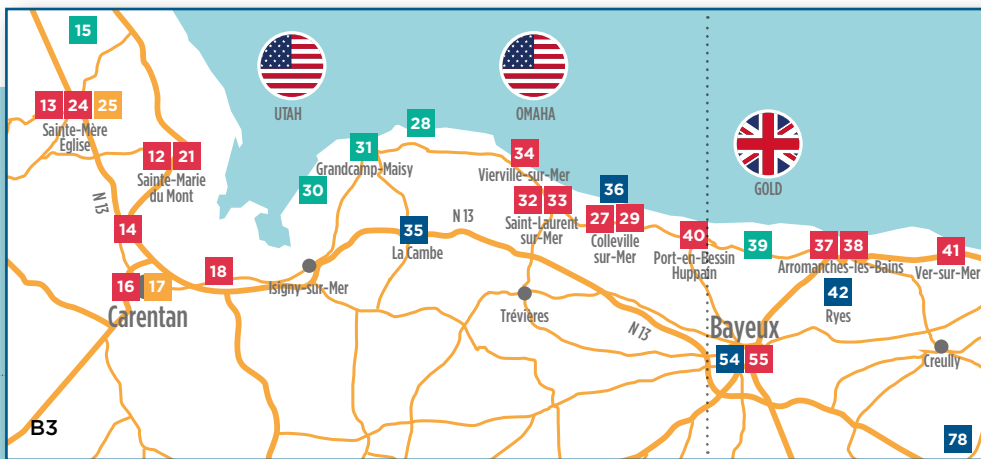 15
13 24 25
Sainte-Mère
Église
UTAH
OMAHA
GOLD
12 21
Sainte-Marie
du Mont
N 13
14
16 17
Carentan
18
28
31
Grandcamp-Maisy
30
Isigny-sur-Mer
35
La Cambe
N 13
34
Vierville-sur-Mer
32 33
Saint-Laurent
sur-Mer
36
27 29
Colleville
sur-Mer
Trévières
N 13
40
Port-en-Bessin
Huppain
39
37 38
Arromanches-les-Bains
41
Ver-sur-Mer
42
Ryes
Bayeux
54 55
Creully
78
B3